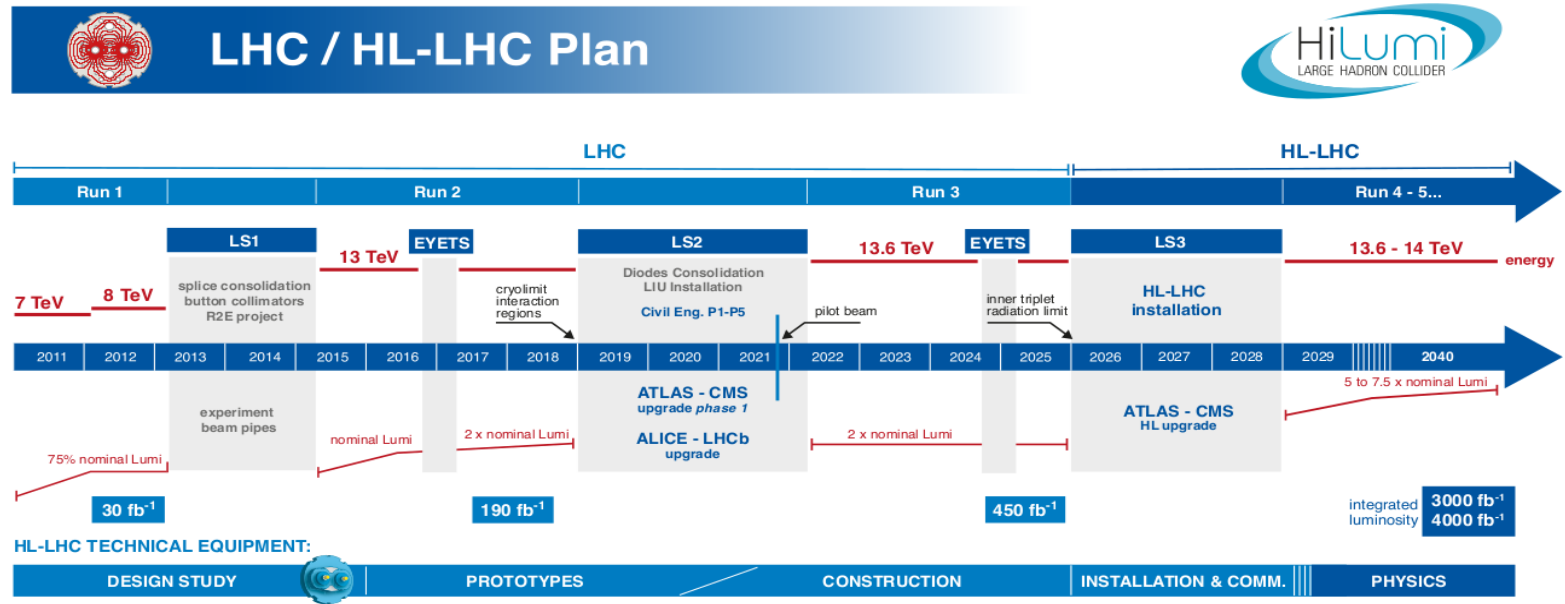 LHC / HL-LHC Plan
HiLumi
LARGE HADRON COLLIDER
LHC
HL-LHC
Run 1
Run 2
Run 3
Run 4 - 5...
LS1
EYETS
LS2
EYETS
LS3
7 TeV
8 TeV
13 TeV
13.6 TeV
13.6 - 14 TeV
energy
splice consolidation
button collimators
R2E project
cryolimit
interaction
regions
Diodes Consolidation
LIU Installation
Civil Eng. P1-P5
pilot beam
inner triplet
radiation limit
HL-LHC
installation
2011
2012
2013
2014
2015
2016
2017
2018
2019
2020
2021
2022
2023
2024
2025
2026
2027
2028
2029
2040
experiment
beam pipes
75% nominal Lumi
nominal Lumi
2 x nominal Lumi
ATLAS - CMS
upgrade phase 1
ALICE - LHCb
upgrade
2 x nominal Lumi
ATLAS - CMS
HL upgrade
5 to 7.5 x nominal Lumi
30 fb⁻¹
190 fb⁻¹
450 fb⁻¹
integrated
luminosity
3000 fb⁻¹
4000 fb⁻¹
HL-LHC TECHNICAL EQUIPMENT:
DESIGN STUDY
PROTOTYPES
CONSTRUCTION
INSTALLATION & COMM.
PHYSICS